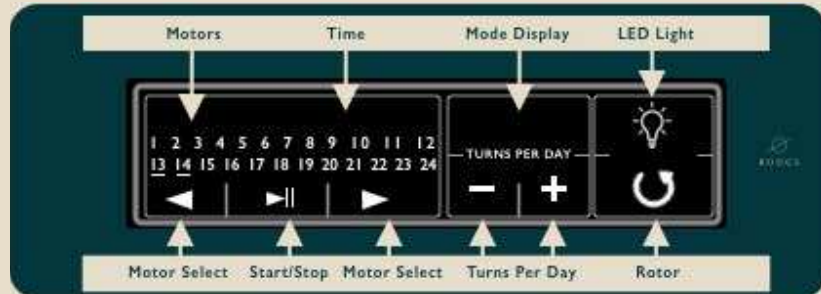 Motors Time Mode Display LED Light
1 2 3 4 5 6 7 8 9 10 11 12
13 14 15 16 17 18 19 20 21 22 23 24
TURNS PER DAY
Motor Select Start/Stop Motor Select Turns Per Day Rotor